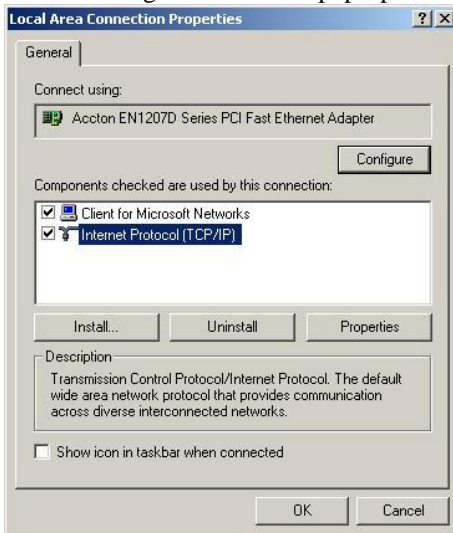 Local Area Connection Properties
General
Connect using:
Accton EN1207D Series PCI Fast Ethernet Adapter
Configure
Components checked are used by this connection:
Client for Microsoft Networks
Internet Protocol (TCP/IP)
Install... Uninstall Properties
Description
Transmission Control Protocol/Internet Protocol. The default
wide area network protocol that provides communication
across diverse interconnected networks.
Show icon in taskbar when connected
OK Cancel